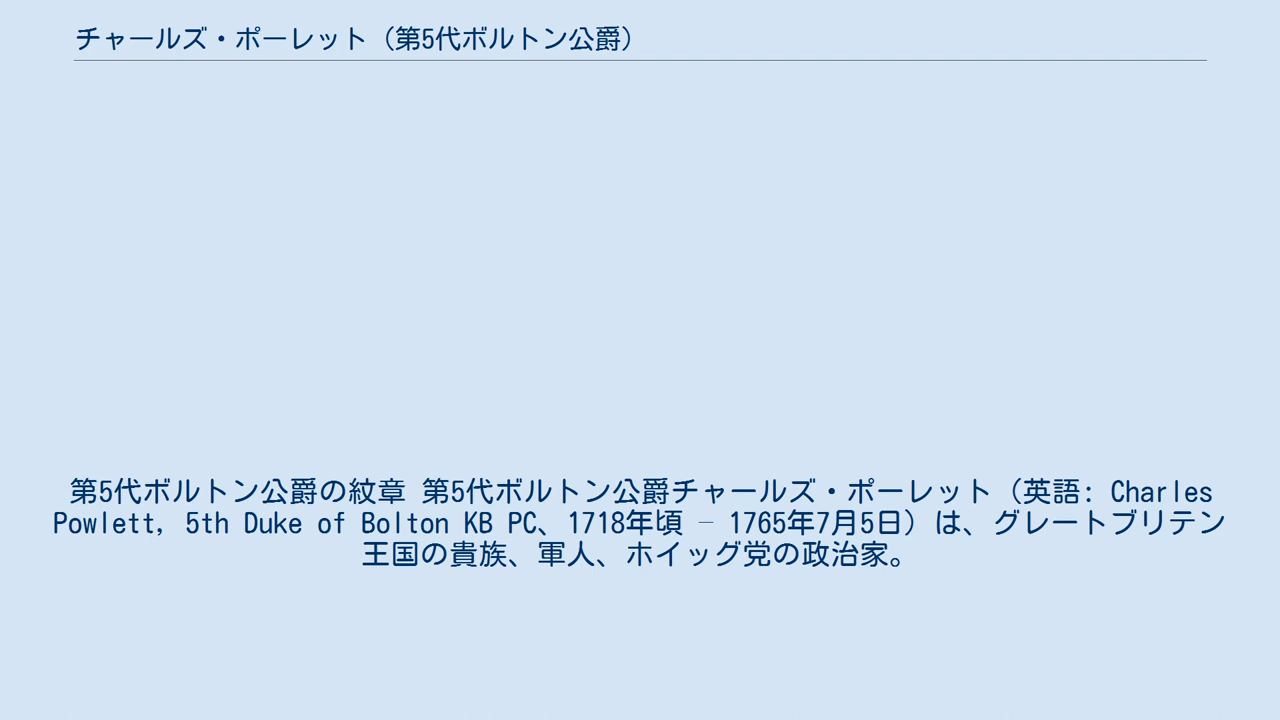 チャールズ・ポーレット（第5代ボルトン公爵）
第5代ボルトン公爵の紋章 第5代ボルトン公爵チャールズ・ポーレット（英語: Charles
Powlett, 5th Duke of Bolton KB PC、1718年頃 – 1765年7月5日）は、グレートブリテン
王国の貴族、軍人、ホイッグ党の政治家。